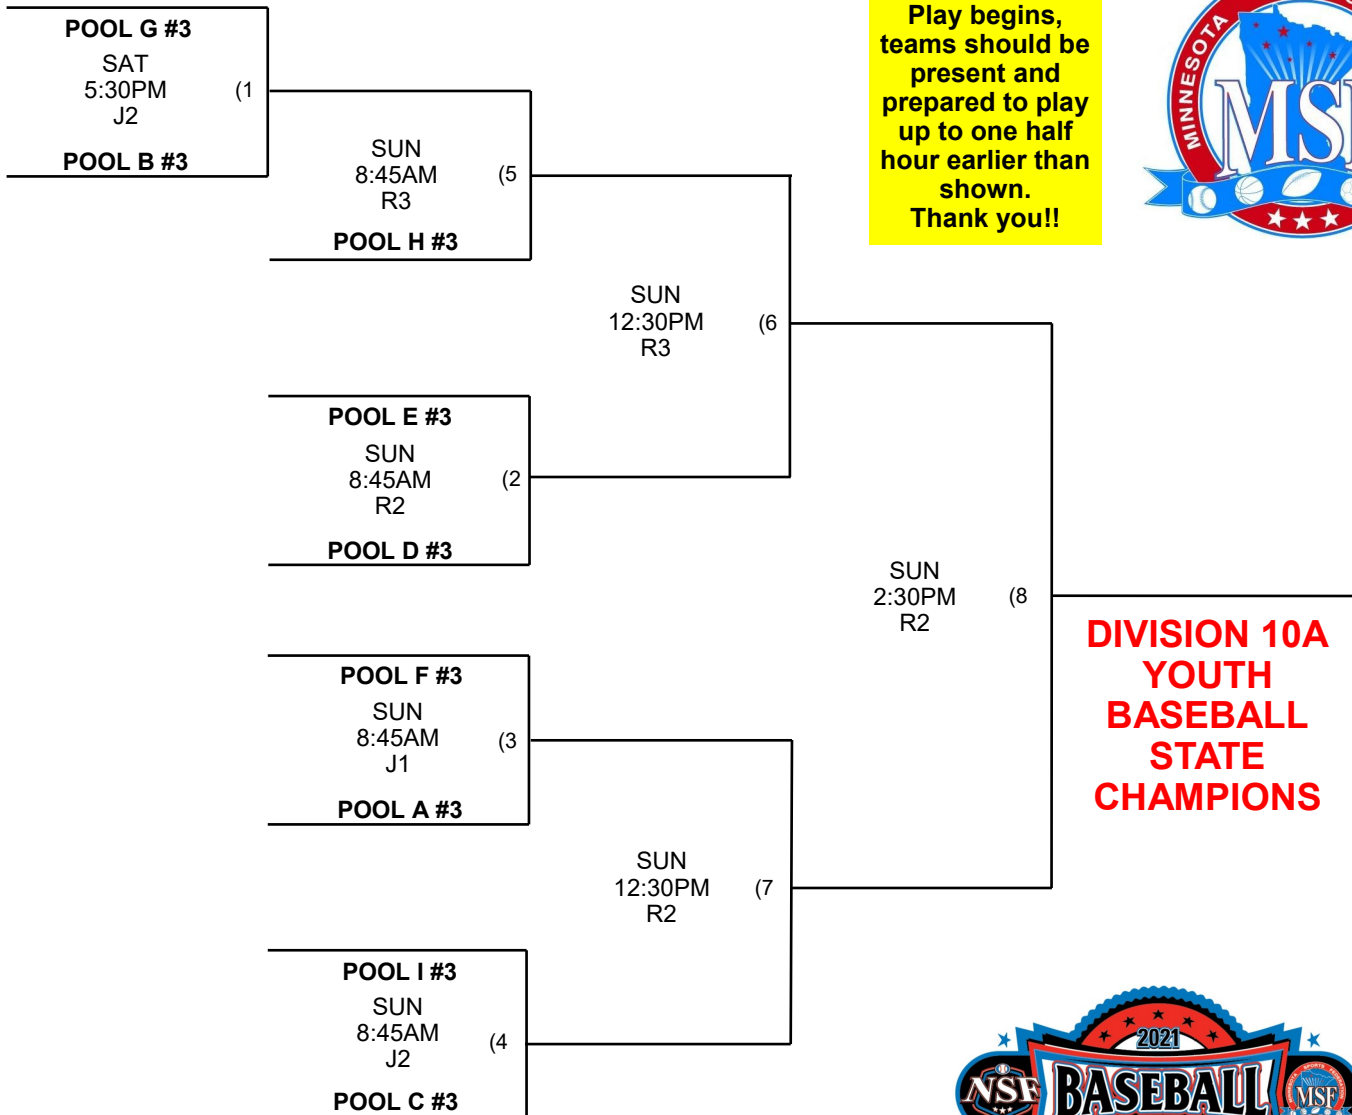 POOL G #3
SAT
5:30PM
J2
(1
POOL B #3
SUN
8:45AM
R3
(5
POOL H #3
SUN
12:30PM
R3
(6
POOL E #3
SUN
8:45AM
R2
(2
POOL D #3
SUN
2:30PM
R2
(8
POOL F #3
SUN
8:45AM
J1
(3
POOL A #3
SUN
12:30PM
R2
(7
POOL I #3
SUN
8:45AM
J2
(4
POOL C #3
Play begins,
teams should be
present and
prepared to play
up to one half
hour earlier than
shown.
Thank you!!
MINNESOTA
DIVISION 10A
YOUTH
BASEBALL
STATE
CHAMPIONS
2021
NSF
BASEBALL
MSF